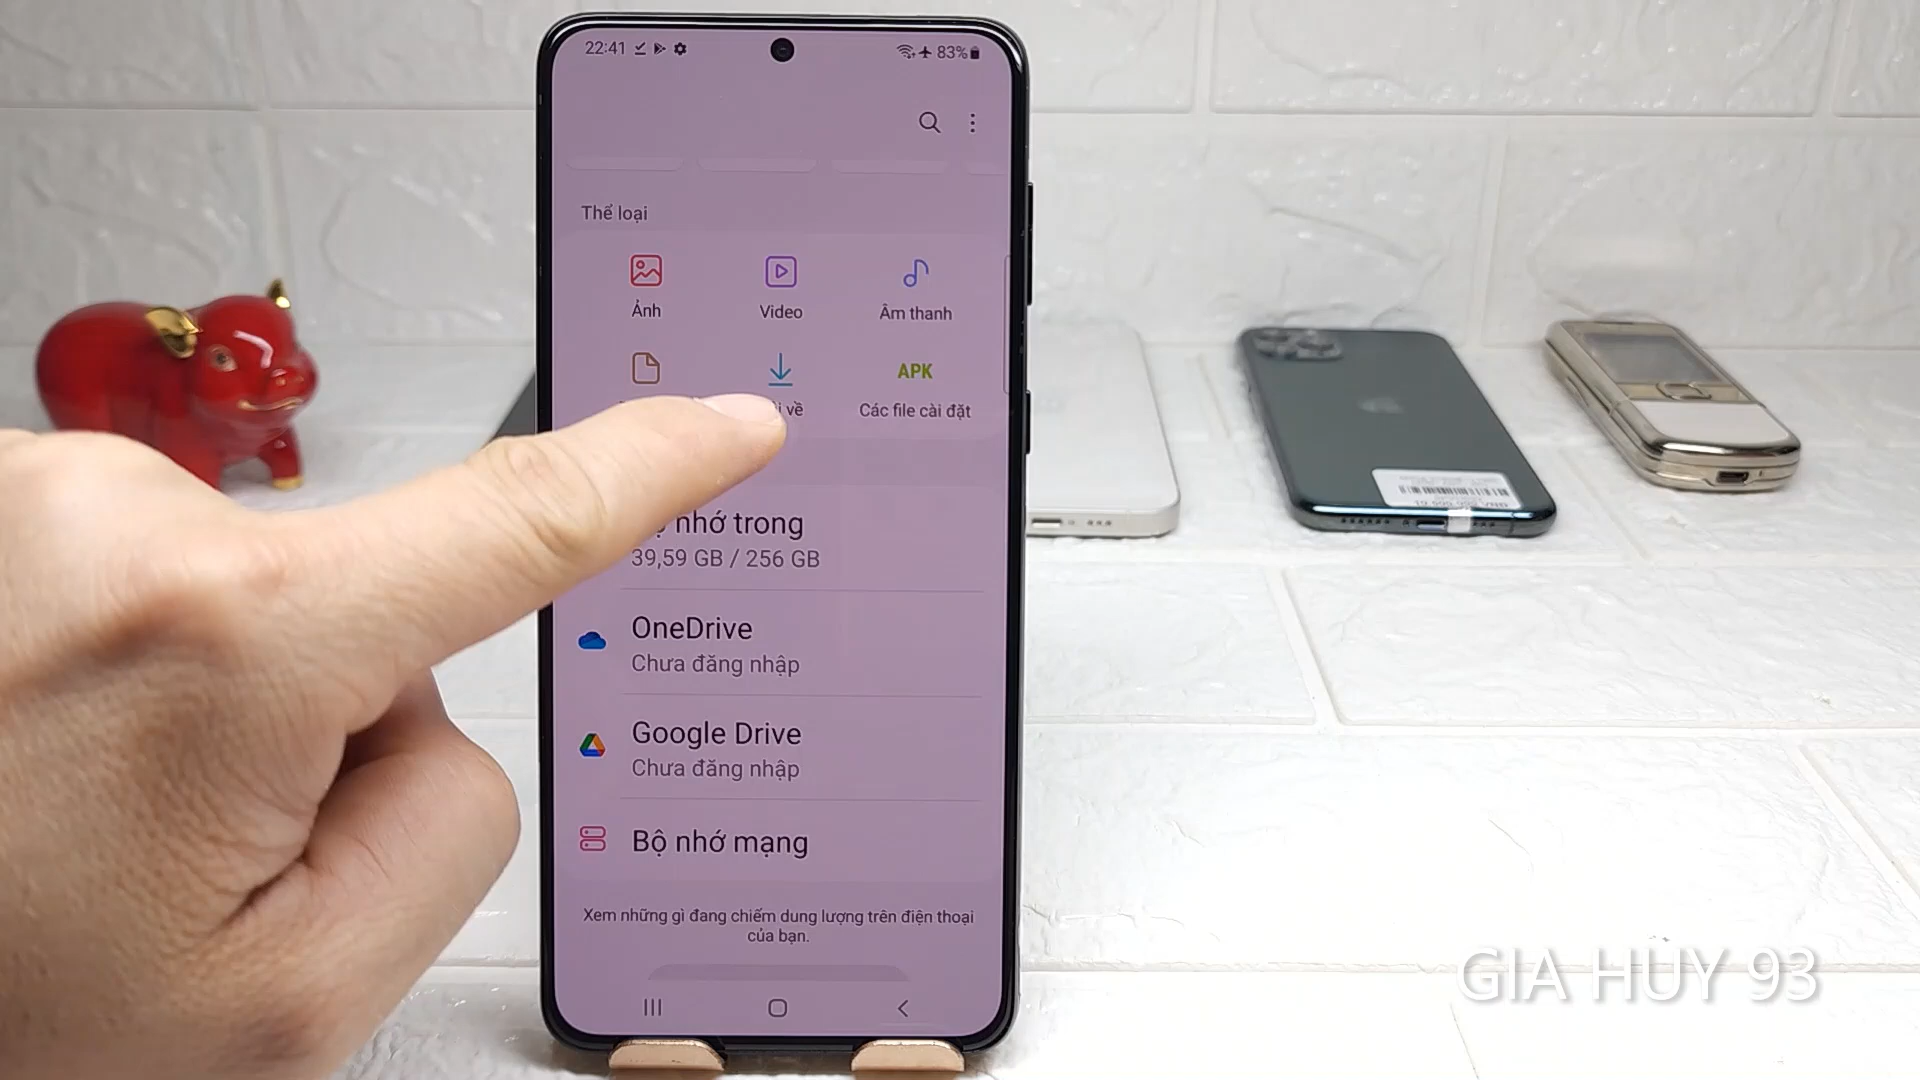 22:41
83%
Thể loại
Ảnh
Video
Âm thanh
APK
về
Các file cài đặt
nhớ trong
39,59 GB / 256 GB
OneDrive
Chưa đăng nhập
Google Drive
Chưa đăng nhập
Bộ nhớ mạng
Xem những gì đang chiếm dung lượng trên điện thoại
của bạn.
GIA HUY 93